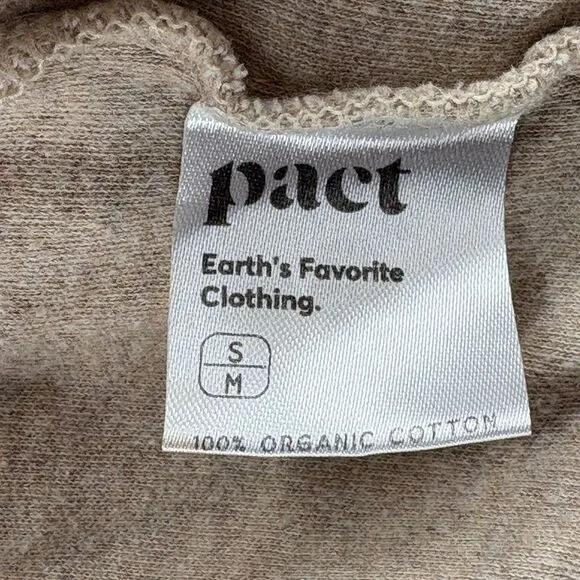 pact
Earth's Favorite
Clothing.
S
M
100% ORGANIC COTTON